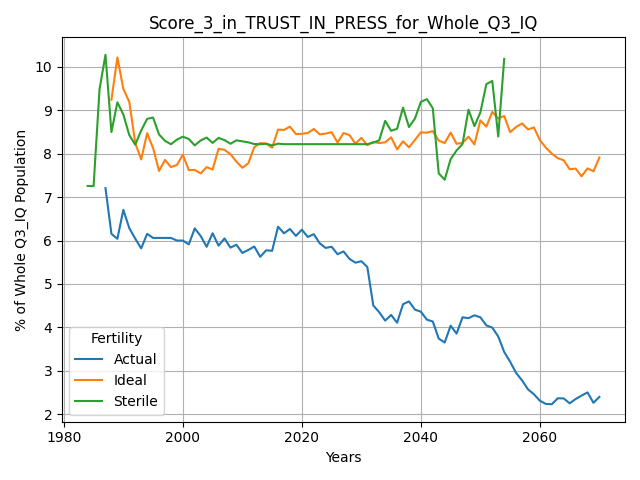 Score_3_in_TRUST_IN_PRESS_for_Whole_Q3_IQ
% of Whole Q3_IQ Population
10
9
8
7
6
5
4
3
2
Fertility
Actual
Ideal
Sterile
1980
2000
2020
2040
2060
Years